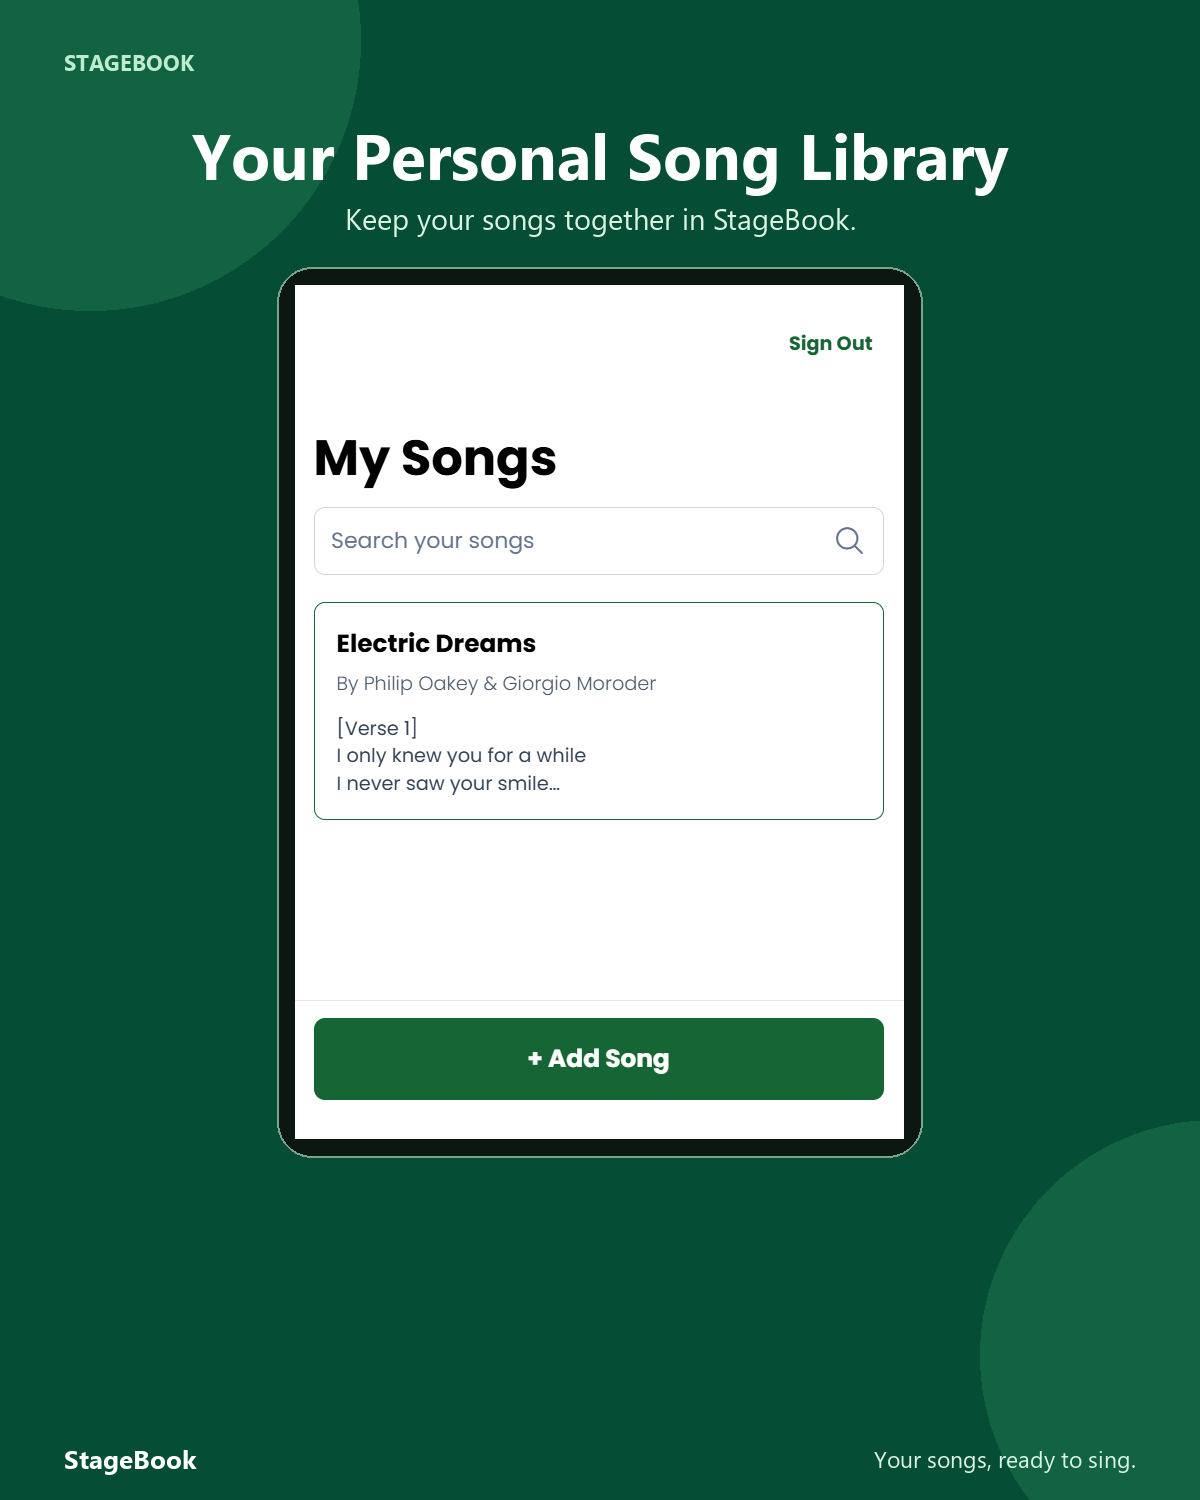 STAGEBOOK
Your Personal Song Library
Keep your songs together in StageBook.
Sign Out
My Songs
Search your songs
Electric Dreams
By Philip Oakey & Giorgio Moroder
[Verse 1]
I only knew you for a while
I never saw your smile...
+ Add Song
StageBook
Your songs, ready to sing.